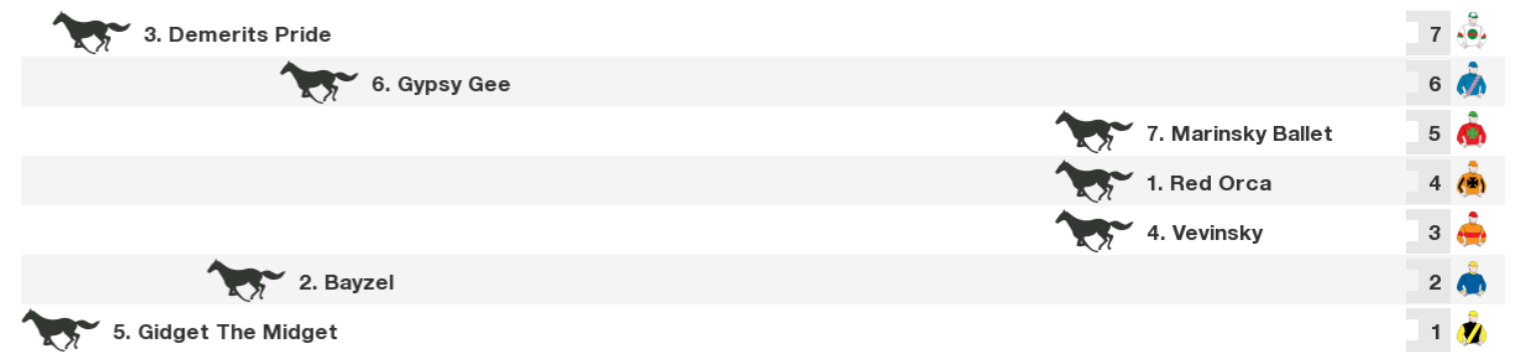 3. Demerits Pride 7
6. Gypsy Gee 6
7. Marinsky Ballet 5
1. Red Orca 4
4. Vevinsky 3
2. Bayzel 2
5. Gidget The Midget 1